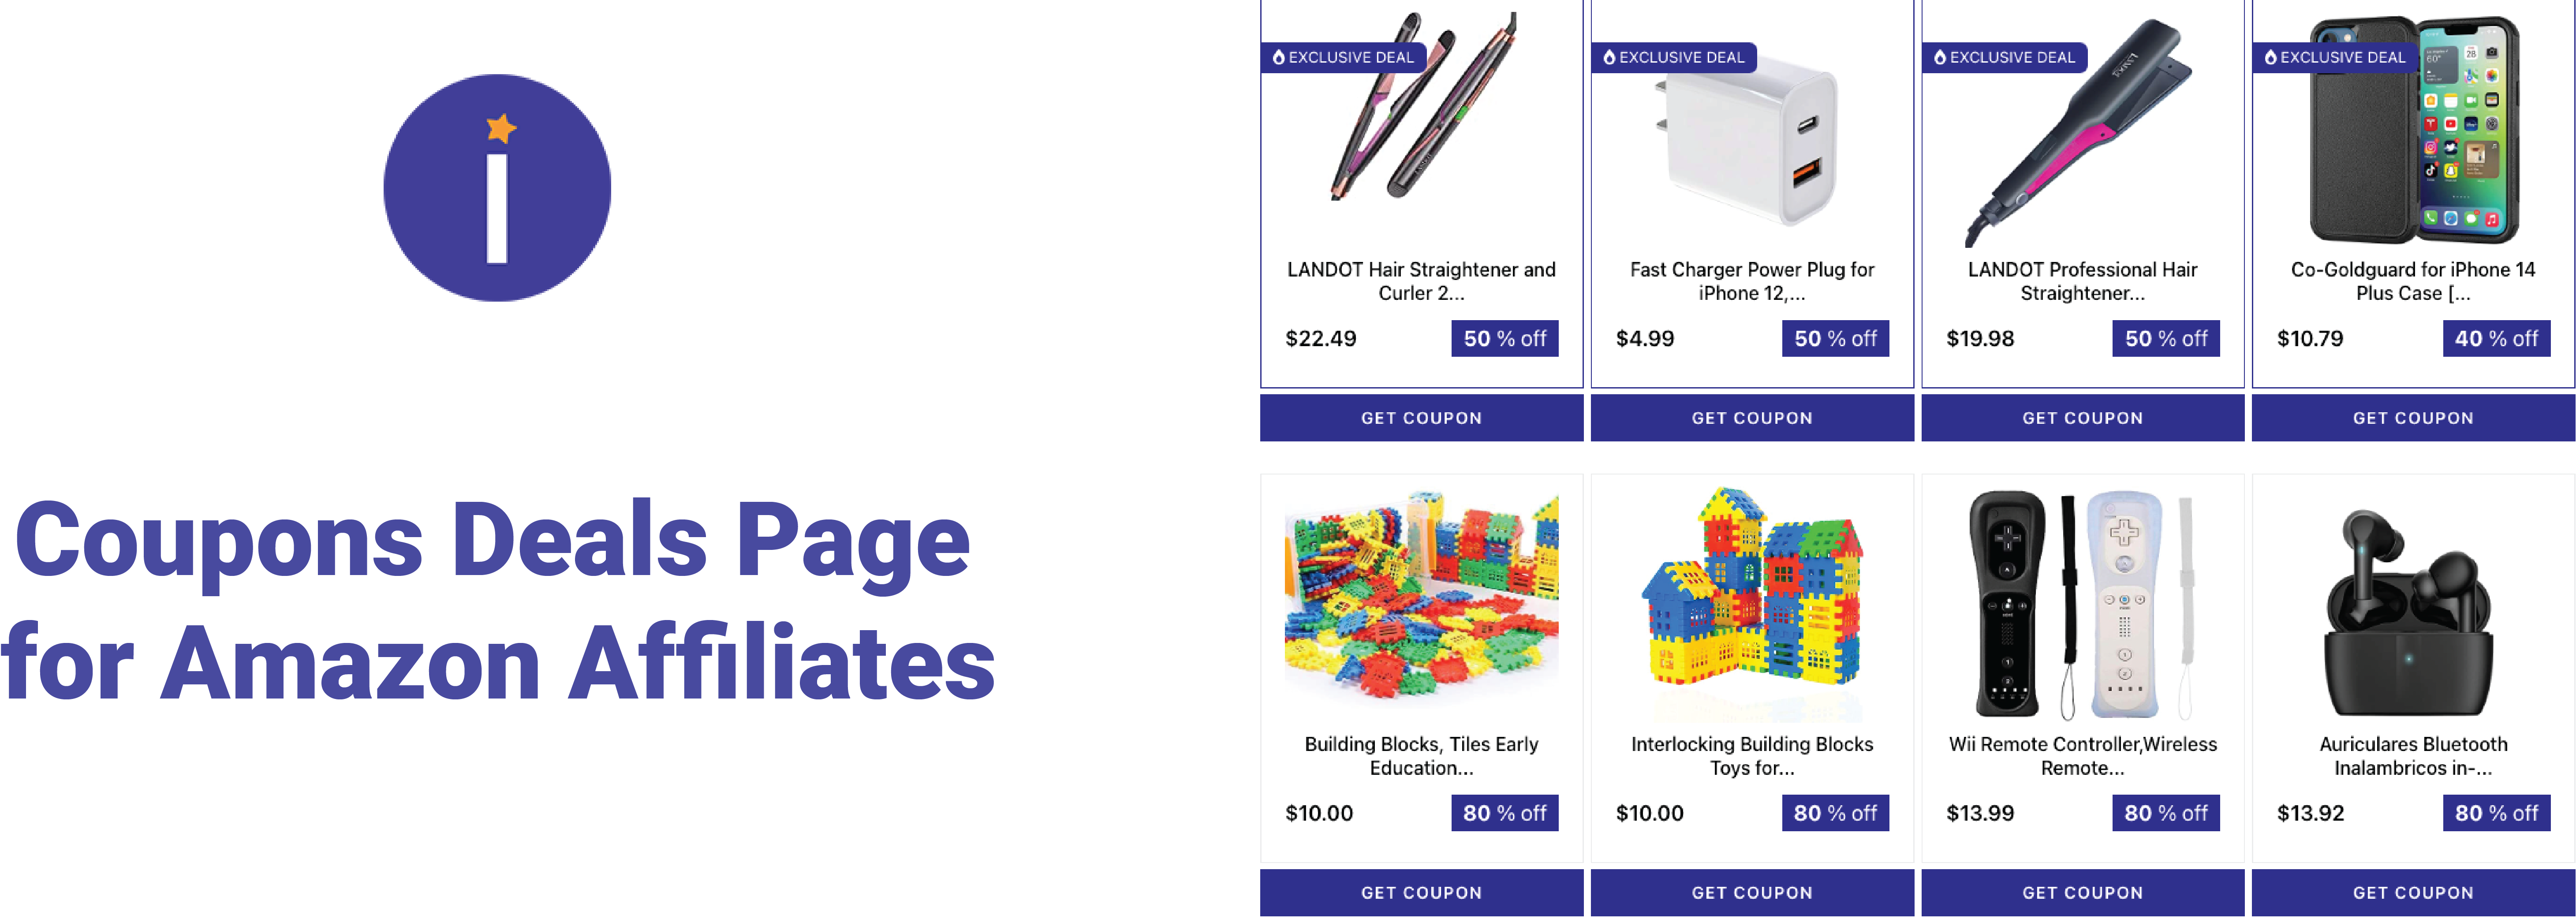 Coupons Deals Page
for Amazon Affiliates
EXCLUSIVE DEAL
LANDOT Hair Straightener and
Curler 2...
$22.49
50 % off
GET COUPON
EXCLUSIVE DEAL
Fast Charger Power Plug for
iPhone 12,...
$4.99
50 % off
GET COUPON
EXCLUSIVE DEAL
LANDOT Professional Hair
Straightener...
$19.98
50 % off
GET COUPON
EXCLUSIVE DEAL
Co-Goldguard for iPhone 14
Plus Case [...
$10.79
40 % off
GET COUPON
Building Blocks, Tiles Early
Education...
$10.00
80 % off
GET COUPON
Interlocking Building Blocks
Toys for...
$10.00
80 % off
GET COUPON
Wii Remote Controller,Wireless
Remote...
$13.99
80 % off
GET COUPON
Auriculares Bluetooth
Inalambricos in-...
$13.92
80 % off
GET COUPON